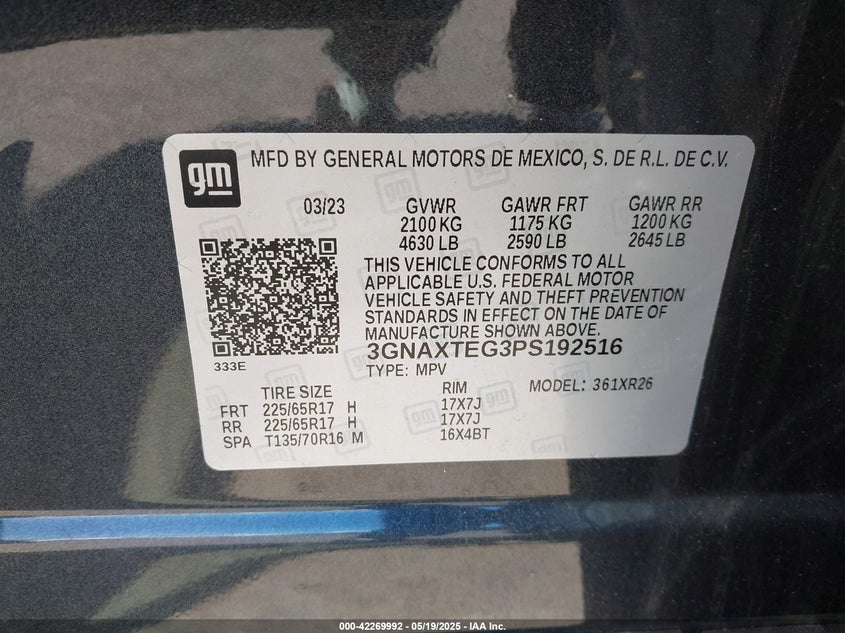 gm MFD BY GENERAL MOTORS DE MEXICO, S. DE R.L. DE C.V.
03/23 GVWR GAWR FRT GAWR RR
2100 KG 1175 KG 1200 KG
4630 LB 2590 LB 2645 LB
THIS VEHICLE CONFORMS TO ALL
APPLICABLE U.S. FEDERAL MOTOR
VEHICLE SAFETY AND THEFT PREVENTION
STANDARDS IN EFFECT ON THE DATE OF
MANUFACTURE SHOWN ABOVE.
3GNAXTEG3PS192516
333E
TYPE: MPV
TIRE SIZE RIM MODEL: 361XR26
FRT 225/65R17 H 17X7J
RR 225/65R17 H 17X7J
SPA T135/70R16 M 16X4BT
000-42269992 - 05/19/2025 - IAA Inc.